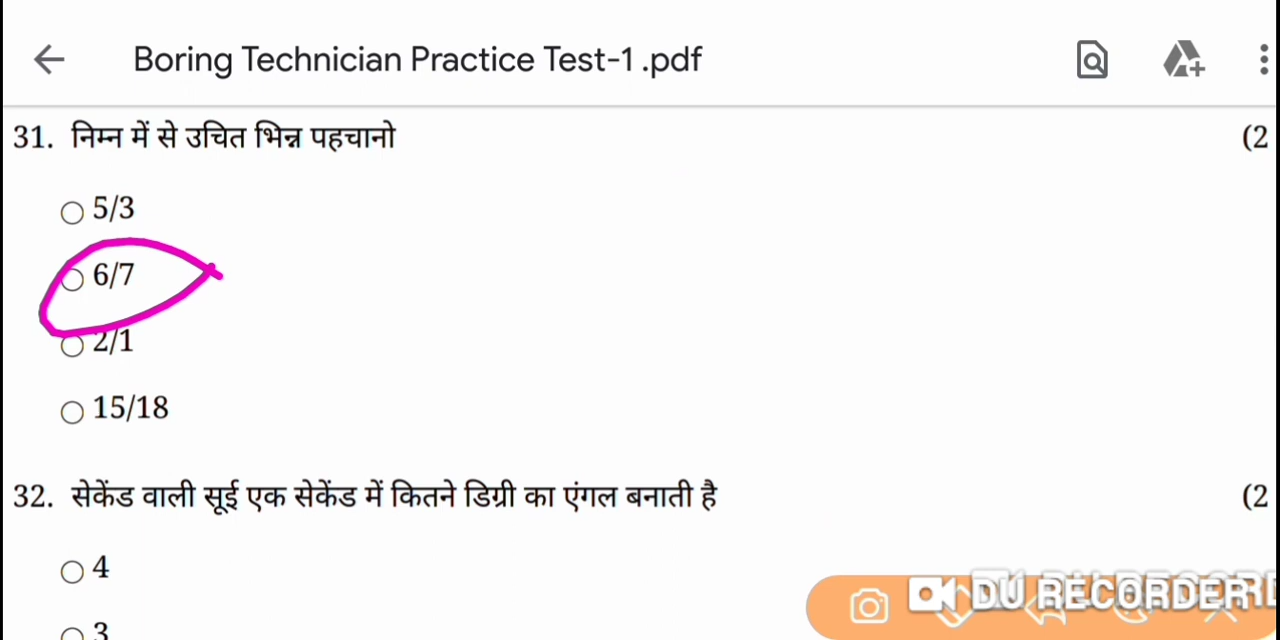 Boring Technician Practice Test-1 .pdf
31. निम्न में से उचित भिन्न पहचानो (2
5/3
6/7
2/1
15/18
32. सेकेंड वाली सूई एक सेकेंड में कितने डिग्री का एंगल बनाती है (2
4
3
DU RECORDER